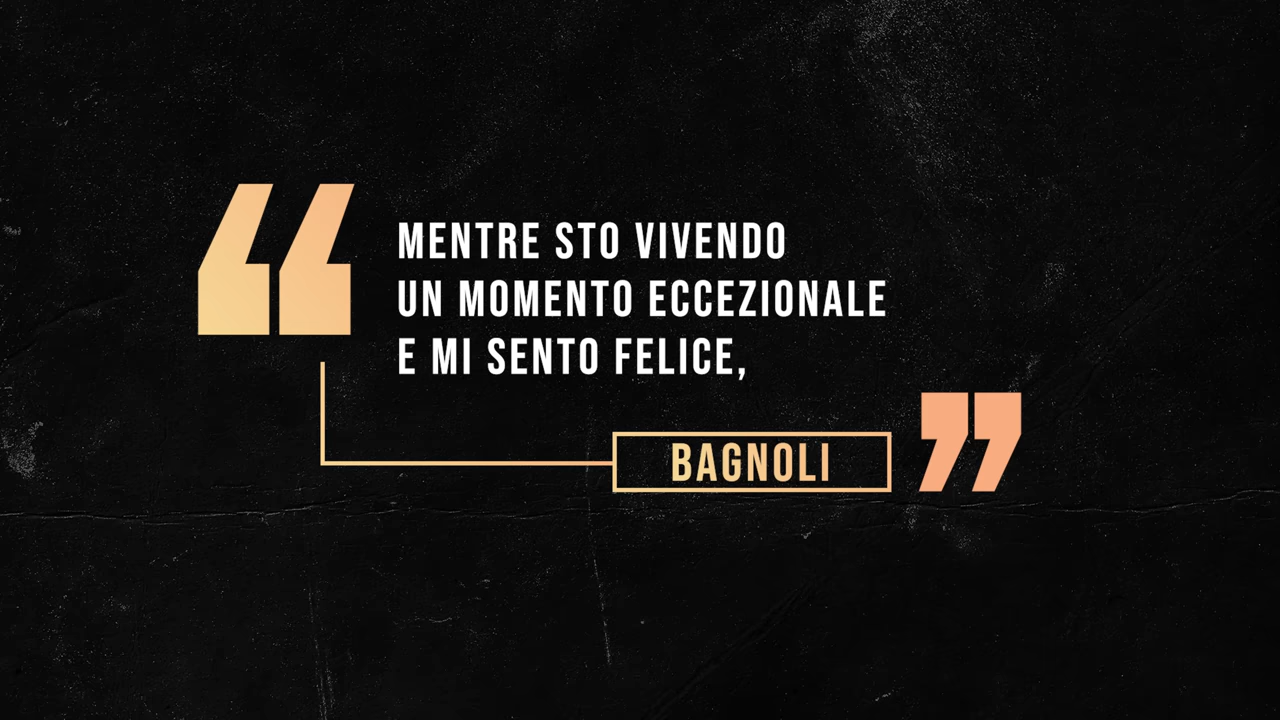 MENTRE STO VIVENDO
UN MOMENTO ECCEZIONALE
E MI SENTO FELICE,
BAGNOLI